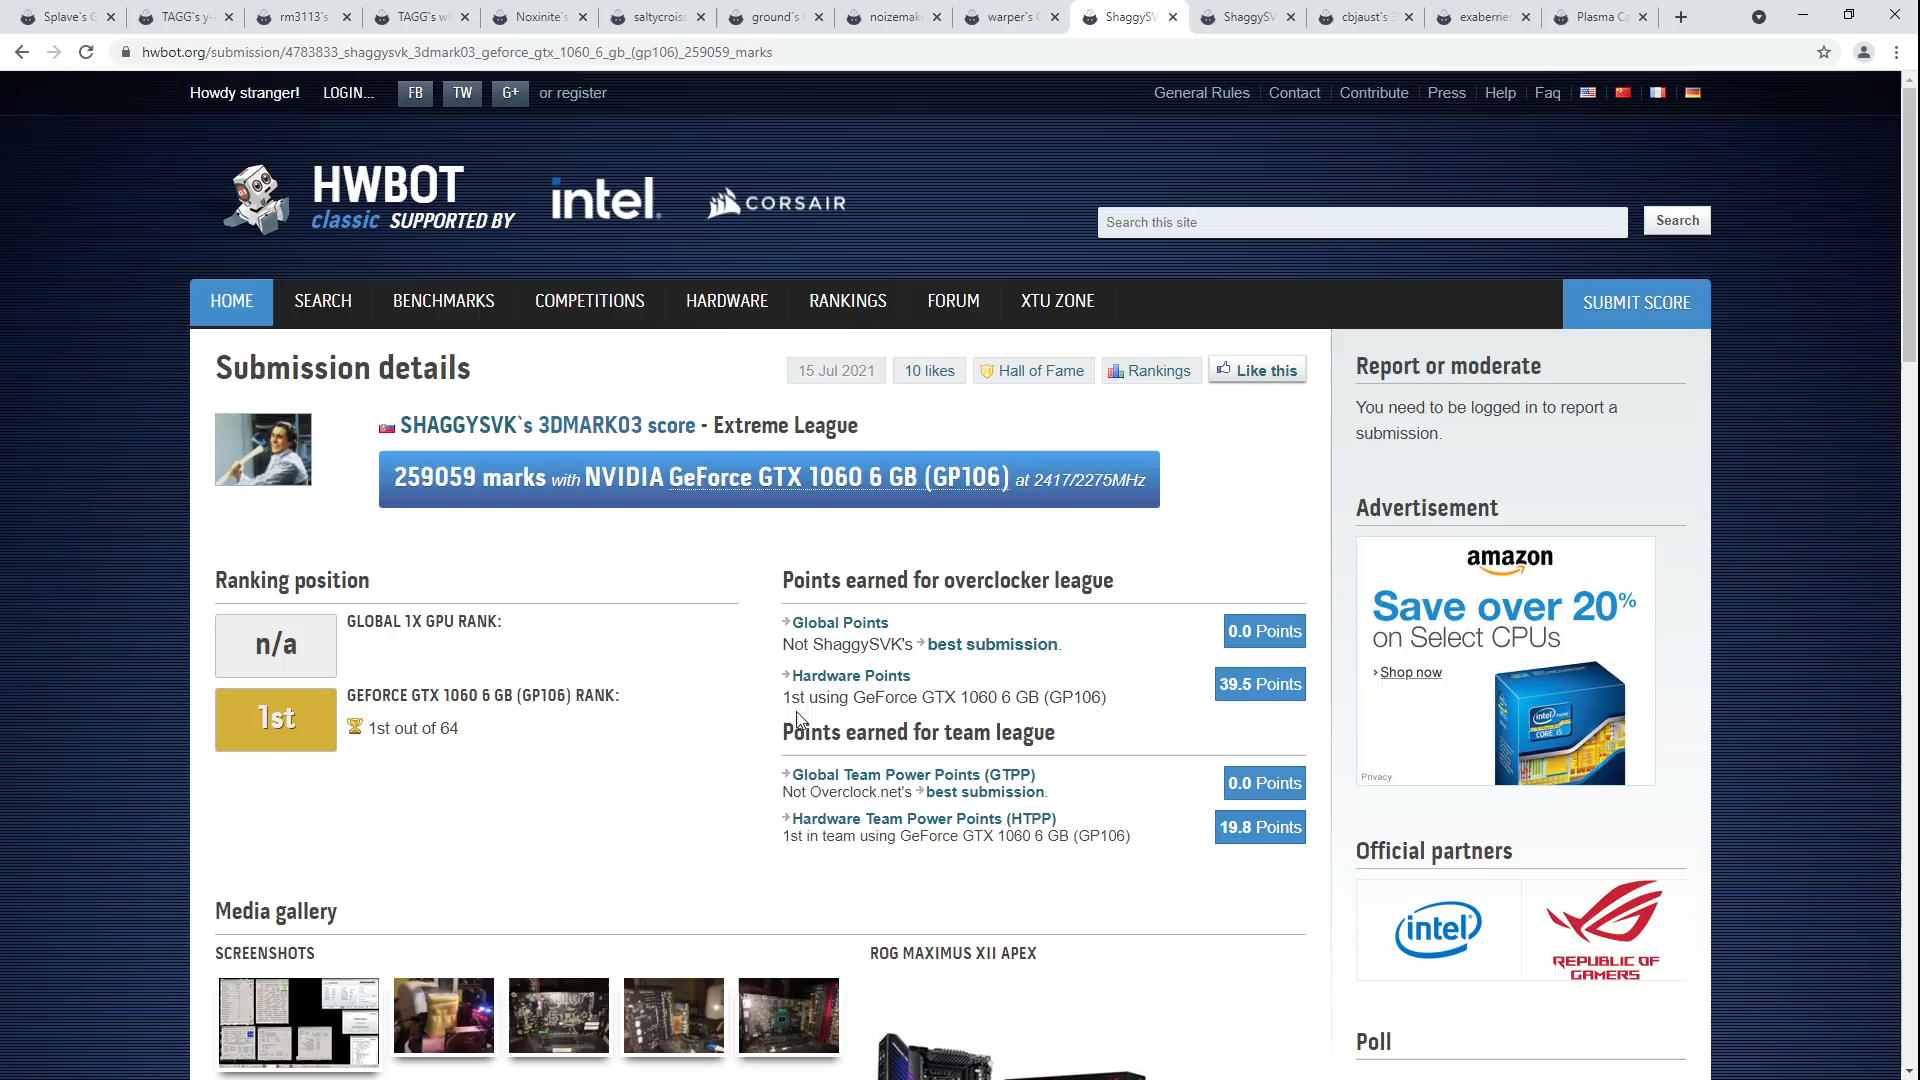 Splave`s G
TAGG`s y-
rm3113`s
TAGG`s wl
Noxinite`s
saltycrois
ground`s
noizemak
warper`s
ShaggySV
ShaggySV
cbjaust`s
exaberrie
Plasma Ca
hwbot.org/submission/4783833_shaggysvk_3dmark03_geforce_gtx_1060_6_gb_(gp106)_259059_marks
Howdy stranger! LOGIN... FB TW G+ or register
General Rules Contact Contribute Press Help Faq
HWBOT
classic SUPPORTED BY
intel.
CORSAIR
Search this site
Search
HOME SEARCH BENCHMARKS COMPETITIONS HARDWARE RANKINGS FORUM XTU ZONE SUBMIT SCORE
Submission details
15 Jul 2021 10 likes Hall of Fame Rankings Like this
SHAGGYSVK`s 3DMARK03 score - Extreme League
259059 marks with NVIDIA GeForce GTX 1060 6 GB (GP106) at 2417/2275MHz
Ranking position
n/a
GLOBAL 1X GPU RANK:
1st
GEFORCE GTX 1060 6 GB (GP106) RANK:
1st out of 64
Points earned for overclocker league
Global Points
Not ShaggySVK's best submission.
0.0 Points
Hardware Points
1st using GeForce GTX 1060 6 GB (GP106)
39.5 Points
Points earned for team league
Global Team Power Points (GTPP)
Not Overclock.net's best submission.
0.0 Points
Hardware Team Power Points (HTPP)
1st in team using GeForce GTX 1060 6 GB (GP106)
19.8 Points
Media gallery
SCREENSHOTS
ROG MAXIMUS XII APEX
Report or moderate
You need to be logged in to report a
submission.
Advertisement
amazon
Save over 20%
on Select CPUs
Shop now
intel
CORE i5
Privacy
Official partners
intel
REPUBLIC OF
GAMERS
Poll